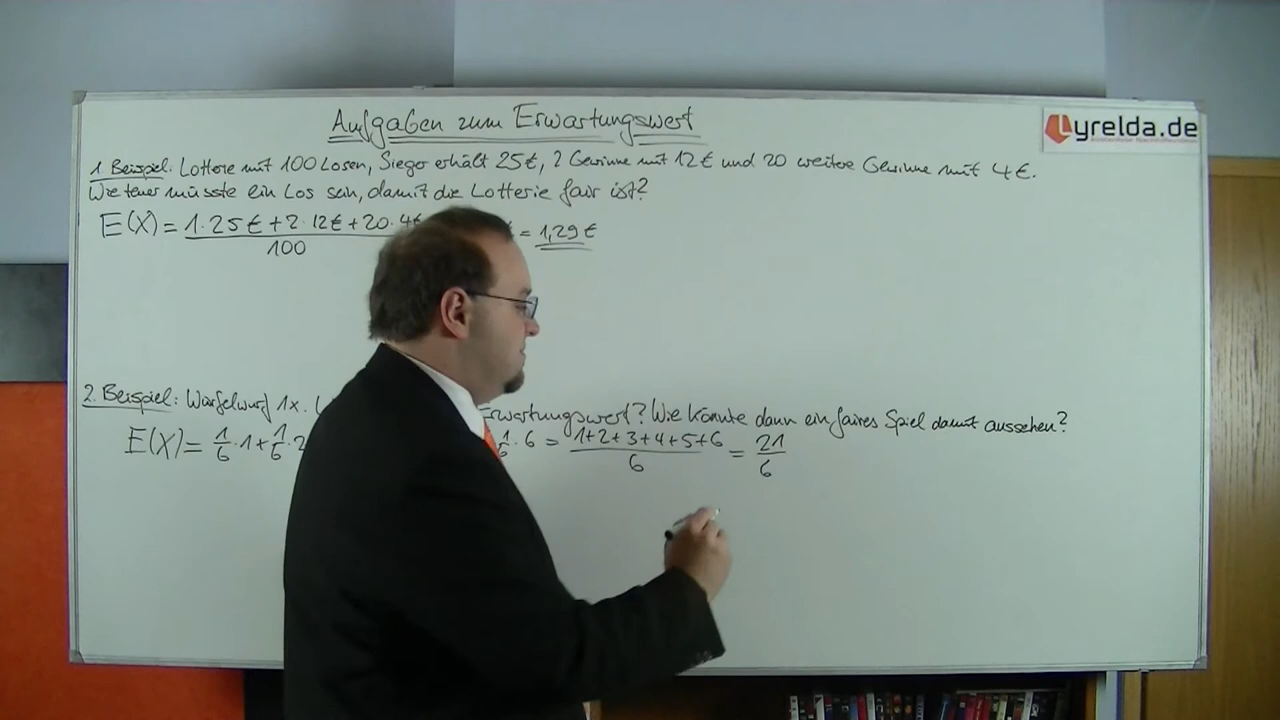 Aufgaben zum Erwartungswert
Lyrelda.de
1. Beispiel: Lotterie mit 100 Losen, Sieger erhält 25€, 2 Gewinne mit 12€ und 20 weitere Gewinne mit 4€.
Wie teuer müsste ein Los sein, damit die Lotterie fair ist?
E(X) = 1·25€ + 2·12€ + 20·4€ / 100 = 1,29€
2. Beispiel: Würfelwurf 1x. Erwartungswert? Wie könnte dann ein faires Spiel damit aussehen?
E(X) = 1/6 · 1 + 1/6 · 2 1/6 · 6 = 1+2+3+4+5+6 / 6 = 21/6